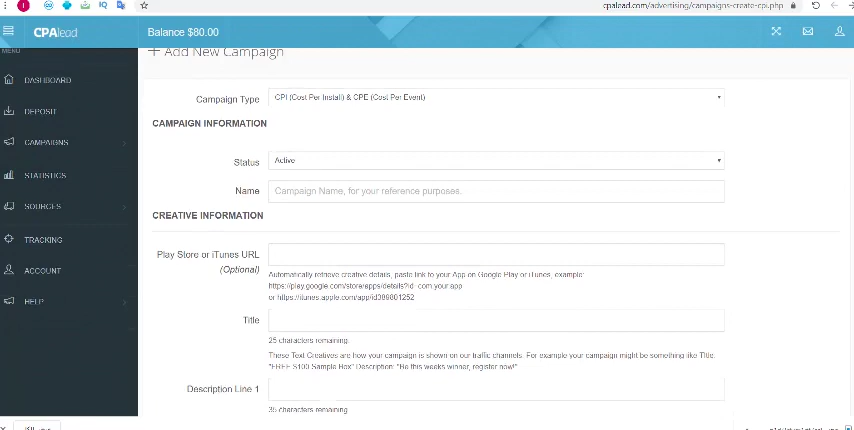 IQ
cpalead.com/advertising/campaigns-create-cpi.php
CPAlead
Balance $80.00
MENU
+ Add New Campaign
DASHBOARD
DEPOSIT
CAMPAIGNS
STATISTICS
SOURCES
TRACKING
ACCOUNT
HELP
Campaign Type
CPI (Cost Per Install) & CPE (Cost Per Event)
CAMPAIGN INFORMATION
Status
Active
Name
Campaign Name, for your reference purposes.
CREATIVE INFORMATION
Play Store or iTunes URL
(Optional)
Automatically retrieve creative details, paste link to your App on Google Play or iTunes, example:
https://play.google.com/store/apps/details?id=com.your.app
or https://itunes.apple.com/app/id389801252
Title
25 characters remaining.
These Text Creatives are how your campaign is shown on our traffic channels. For example your campaign might be something like Title:
"FREE $100 Sample Box" Description: "Be this weeks winner, register now!"
Description Line 1
35 characters remaining